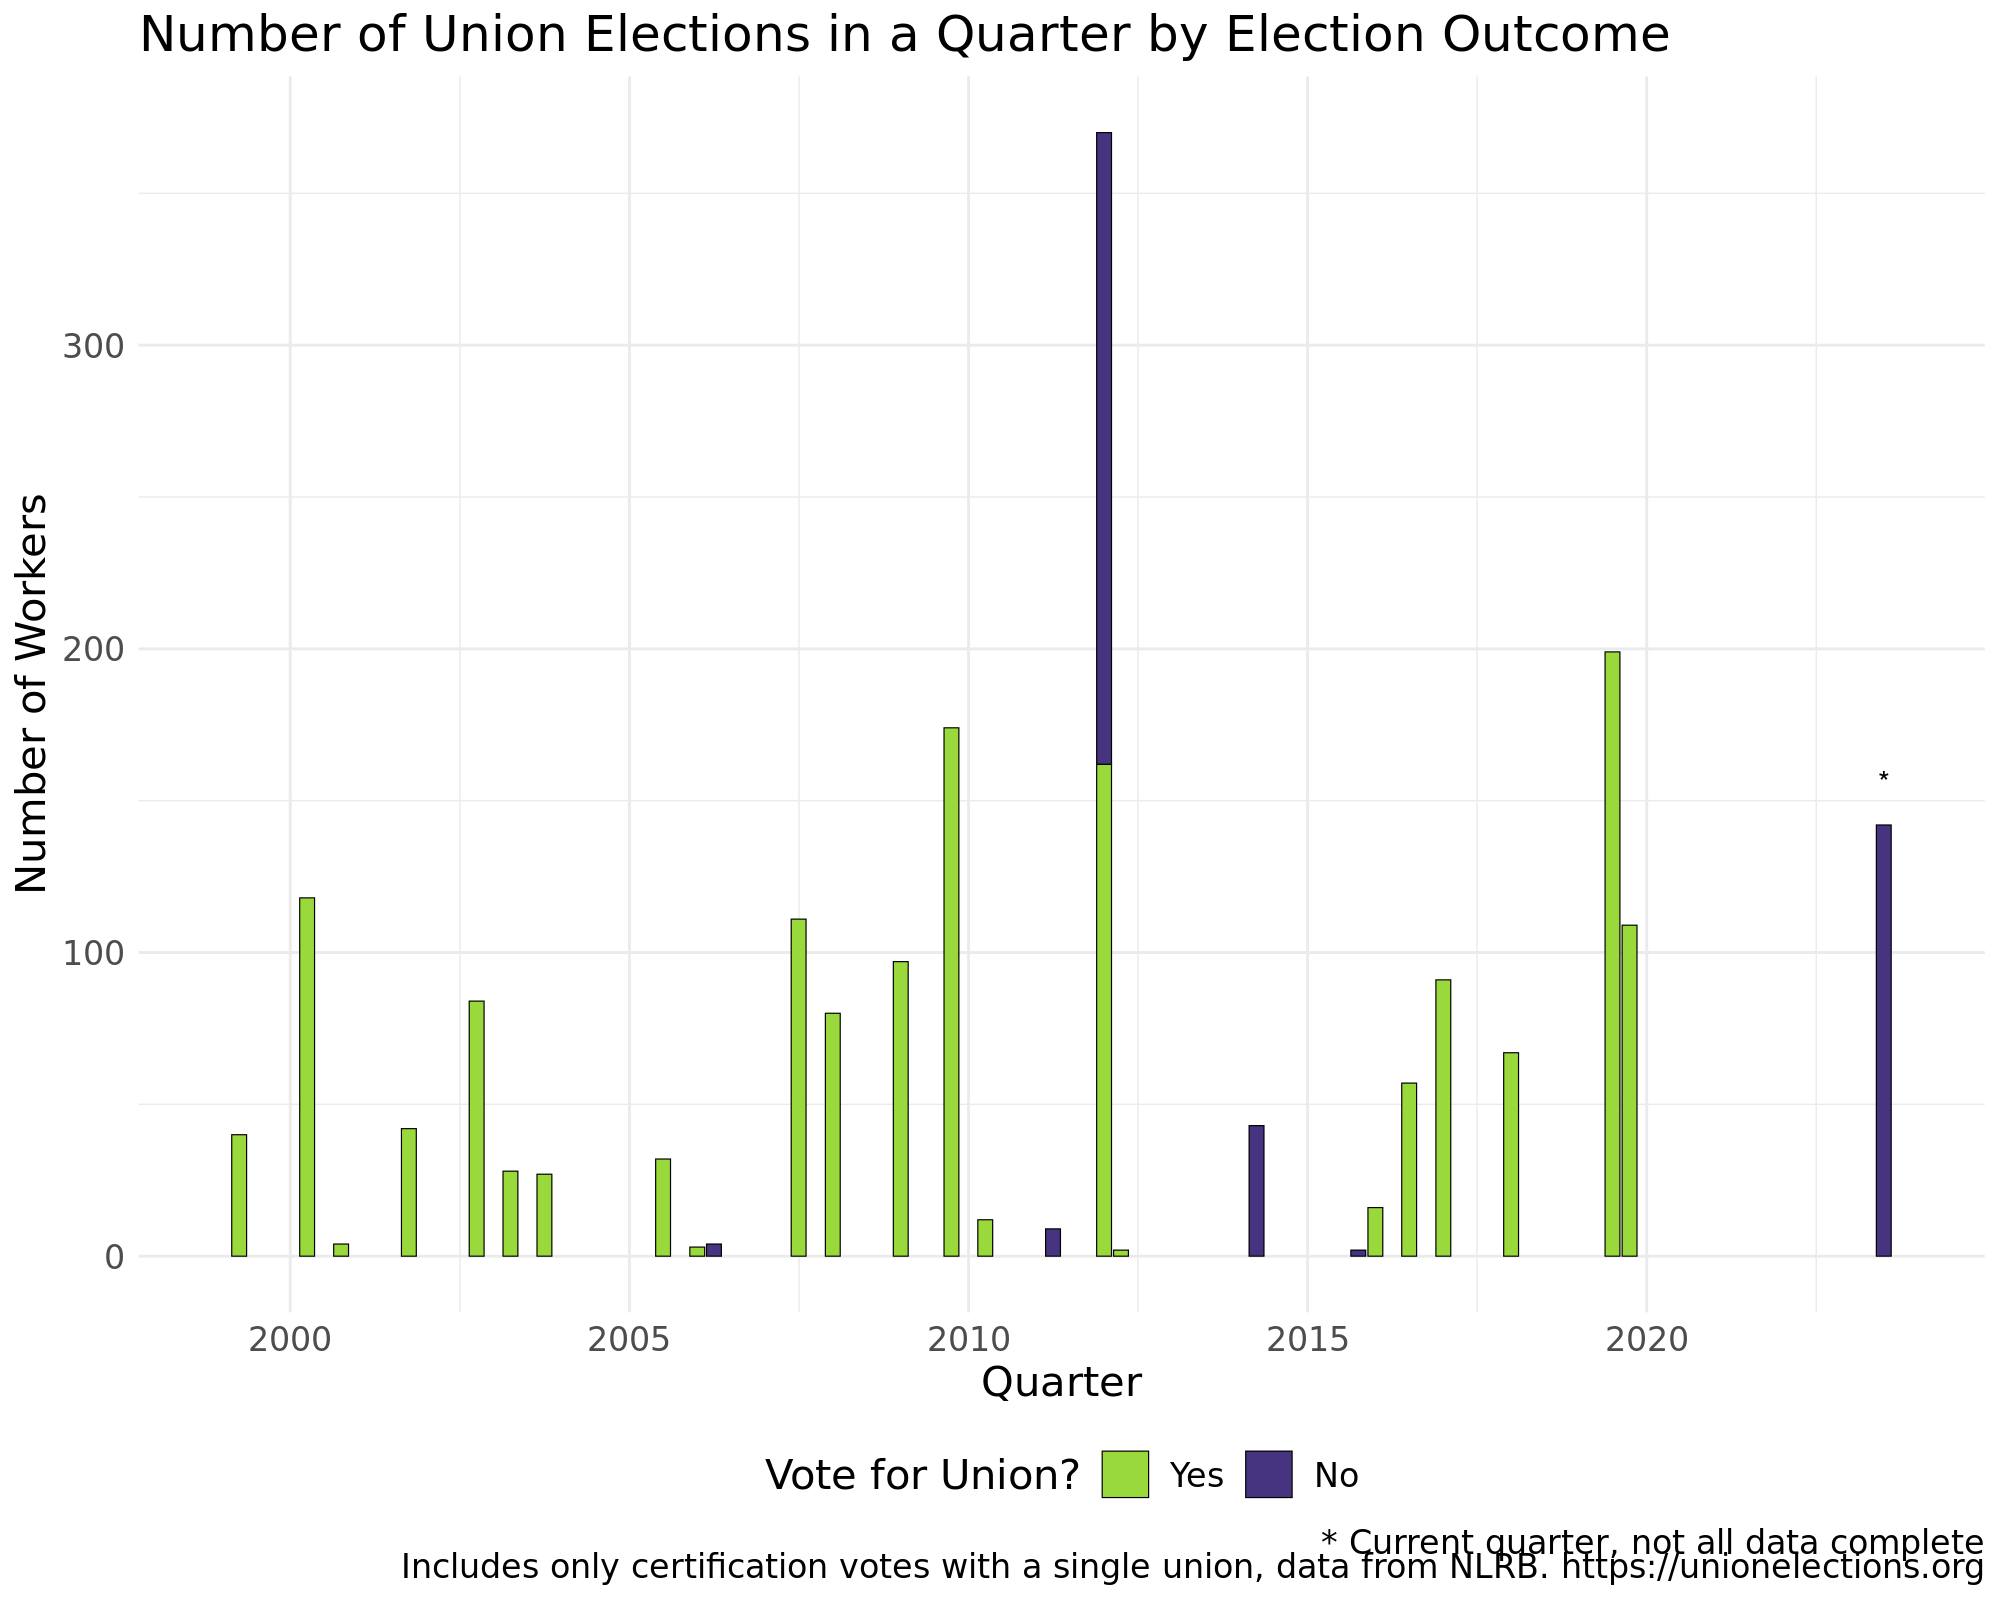 Number of Union Elections in a Quarter by Election Outcome
Number of Workers
300
200
100
0
*
2000 2005 2010 2015 2020
Quarter
Vote for Union? Yes No
* Current quarter, not all data complete
Includes only certification votes with a single union, data from NLRB. https://unionelections.org